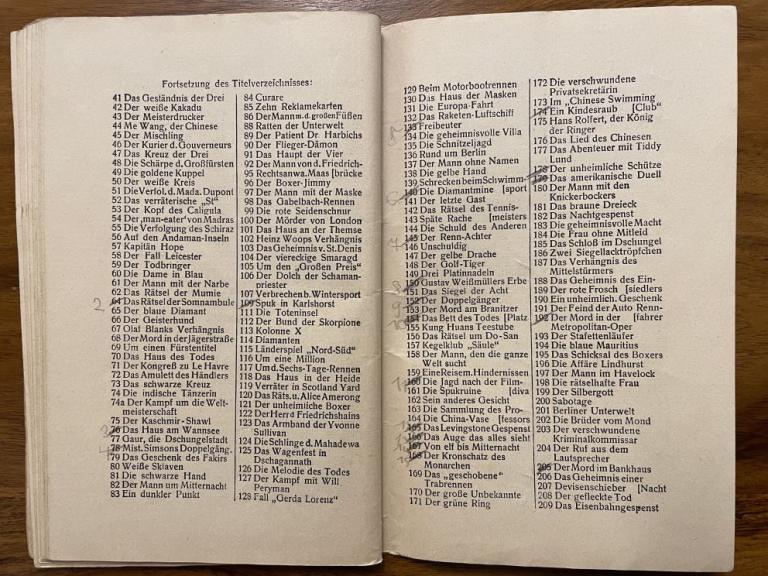 Fortsetzung des Titelverzeichnisses:
41 Das Geständnis der Drei
42 Der weiße Kakadu
43 Der Meisterdrucker
44 Me Wang, der Chinese
45 Der Mischling
46 Der Kurier d. Gouverneurs
47 Das Kreuz der Drei
48 Die Schärpe d. Großfürsten
49 Die goldene Kuppel
50 Der weiße Kreis
51 Die Verfol. d. Mada. Dupont
52 Das verräterische „St"
53 Der Kopf des Caligula
54 Der „man-eater" von Madras
55 Die Verfolgung des Schiraz
56 Auf den Andaman-Inseln
57 Kapitän Hope
58 Der Fall Leicester
59 Der Todbringer
60 Die Dame in Blau
61 Der Mann mit der Narbe
62 Das Rätsel der Mumie
2 64 Das Rätsel der Somnambule
65 Der blaue Diamant
66 Der Geisterhund
67 Olaf Blanks Verhängnis
68 Der Mord in der Jägerstraße
69 Um einen Fürstentitel
70 Das Haus des Todes
71 Der Kongreß zu Le Havre
72 Das Amulett des Händlers
73 Das schwarze Kreuz
74 Die indische Tänzerin
74a Der Kampf um die Welt-
meisterschaft
75 Der Kaschmir-Shawl
76 Das Haus am Wannsee
77 Gaur, die Dschungelstadt
78 Mist. Simsons Doppelgäng.
79 Das Geschenk des Fakirs
80 Weiße Sklaven
81 Die schwarze Hand
82 Der Mann um Mitternacht
83 Ein dunkler Punkt
84 Curare
85 Zehn Reklamekarten
86 Der Mann m. d. großen Füßen
88 Ratten der Unterwelt
89 Der Patient Dr. Harbichs
90 Der Flieger-Dämon
91 Das Haupt der Vier
92 Der Mann von d. Friedrich-
95 Rechtsanwa. Maas [brücke
96 Der Boxer-Jimmy
97 Der Mann mit der Maske
98 Das Gabelbach-Rennen
99 Die rote Seidenschnur
100 Der Mörder von London
101 Das Haus an der Themse
102 Heinz Woops Verhängnis
103 Das Geheimnis v. St. Denis
104 Der viereckige Smaragd
105 Um den „Großen Preis"
106 Der Dolch der Schaman-
priester
107 Verbrechen b. Wintersport
109 Spuk in Karlshorst
111 Die Toteninsel
112 Der Bund der Skorpione
113 Kolonne X
114 Diamanten
115 Länderspiel „Nord-Süd"
116 Um eine Million
117 Um d. Sechs-Tage-Rennen
118 Das Haus in der Heide
119 Verräter in Scotland Yard
120 Das Räts. u. Alice Amerong
121 Der unheimliche Boxer
122 Der Herr d. Friedrichshains
123 Das Armband der Yvonne
Sullivan
124 Die Schlinge d. Mahadewa
125 Das Wagenfest in
Dschagannath
126 Die Melodie des Todes
127 Der Kampf mit Will
Peryman
128 Fall „Gerda Lorenz"
129 Beim Motorbootrennen
130 Das Haus der Masken
131 Die Europa-Fahrt
132 Das Raketen-Luftschiff
133 Freibeuter
134 Die geheimnisvolle Villa
135 Die Schnitzeljagd
136 Rund um Berlin
137 Der Mann ohne Namen
138 Die gelbe Hand
139 Schrecken beim Schwimm-
140 Die Diamantmine [sport
141 Der letzte Gast
142 Das Rätsel des Tennis-
143 Späte Rache [meisters
144 Die Schuld des Anderen
145 Der Renn-Achter
146 Unschuldig
147 Der gelbe Drache
148 Der Golf-Tiger
149 Drei Platinnadeln
150 Gustav Weißmüllers Erbe
151 Das Siegel der Acht
152 Der Doppelgänger
153 Der Mord am Branitzer
154 Das Bett des Todes [Platz
155 Kung Huans Teestube
156 Das Rätsel um Do-San
157 Kegelklub „Säule"
158 Der Mann, den die ganze
Welt sucht
159 Eine Reisem. Hindernissen
160 Die Jagd nach der Film-
161 Die Spukruine [diva
162 Sein anderes Gesicht
163 Die Sammlung des Pro-
164 Die China-Vase [fessors
165 Das Levingstone Gespenst
166 Das Auge das alles sieht
167 Von elf bis Mitternacht
168 Der Kronschatz des
Monarchen
169 Das „geschobene"
Trabrennen
170 Der große Unbekannte
171 Der grüne Ring
172 Die verschwundene
Privatsekretärin
173 Im „Chinese Swimming
174 Ein Kindesraub [Club"
175 Hans Rolfert, der König
der Ringer
176 Das Lied des Chinesen
177 Das Abenteuer mit Tiddy
Lund
178 Der unheimliche Schütze
179 Das amerikanische Duell
180 Der Mann mit den
Knickerbockers
181 Das braune Dreieck
182 Das Nachtgespenst
183 Die geheimnisvolle Macht
184 Die Frau ohne Mitleid
185 Das Schloß im Dschungel
186 Zwei Siegellacktröpfchen
187 Das Verhängnis des
Mittelstürmers
188 Das Geheimnis des Ein-
189 Der rote Frosch [siedlers
190 Ein unheimlich. Geschenk
191 Der Feind der Auto Renn-
192 Der Mord in der [fahrer
Metropolitan-Oper
193 Der Stafettenläufer
194 Die blaue Mauritius
195 Das Schicksal des Boxers
196 Die Affäre Lindhurst
197 Der Mann im Havelock
198 Die rätselhafte Frau
199 Der Silbergott
200 Sabotage
201 Berliner Unterwelt
202 Die Brüder vom Mond
203 Der verschwundene
Kriminalkommissar
204 Der Ruf aus dem
Lautsprecher
205 Der Mord im Bankhaus
206 Das Geheimnis einer
207 Devisenschieber [Nacht
208 Der gefleckte Tod
209 Das Eisenbahngespenst